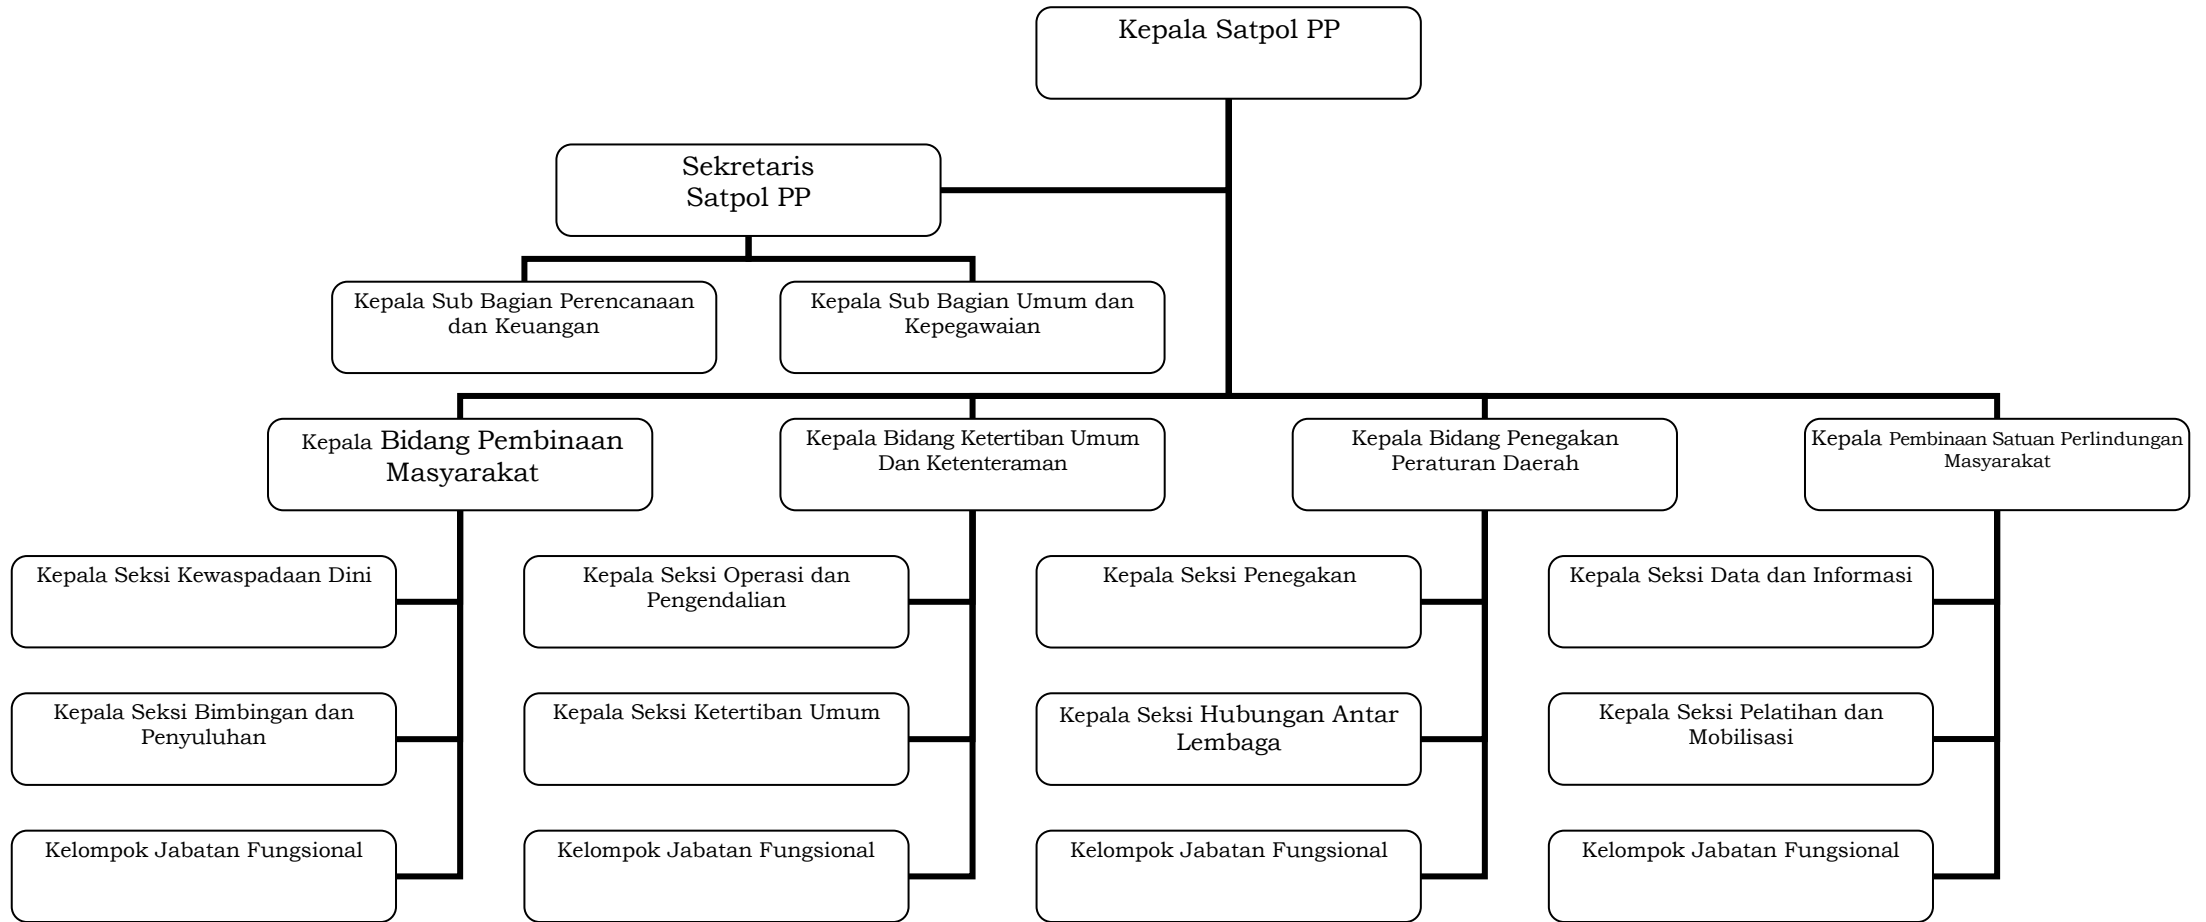 Kepala Satpol PP
Sekretaris
Satpol PP
Kepala Sub Bagian Perencanaan
dan Keuangan
Kepala Sub Bagian Umum dan
Kepegawaian
Kepala Bidang Pembinaan
Masyarakat
Kepala Bidang Ketertiban Umum
Dan Ketenteraman
Kepala Bidang Penegakan
Peraturan Daerah
Kepala Pembinaan Satuan Perlindungan
Masyarakat
Kepala Seksi Kewaspadaan Dini
Kepala Seksi Operasi dan
Pengendalian
Kepala Seksi Penegakan
Kepala Seksi Data dan Informasi
Kepala Seksi Bimbingan dan
Penyuluhan
Kepala Seksi Ketertiban Umum
Kepala Seksi Hubungan Antar
Lembaga
Kepala Seksi Pelatihan dan
Mobilisasi
Kelompok Jabatan Fungsional
Kelompok Jabatan Fungsional
Kelompok Jabatan Fungsional
Kelompok Jabatan Fungsional